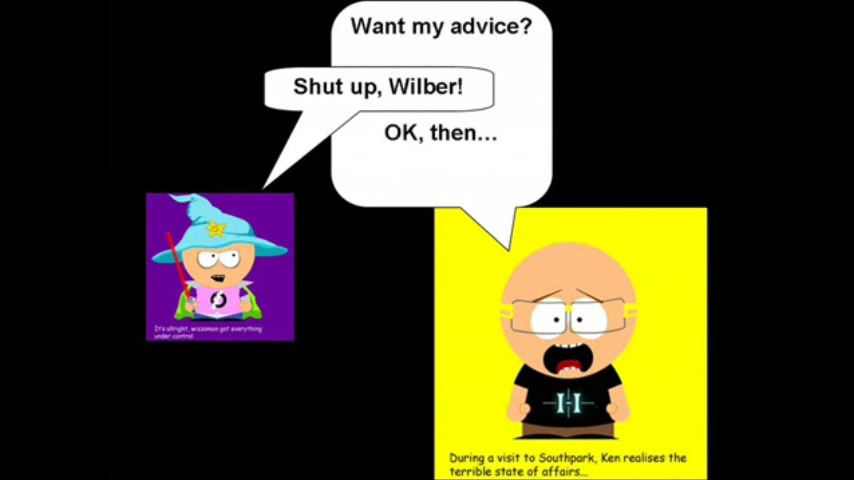 Want my advice?
Shut up, Wilber!
OK, then...
It's allright, wizzaman got everything
under control
H
During a visit to Southpark, Ken realises the
terrible state of affairs...